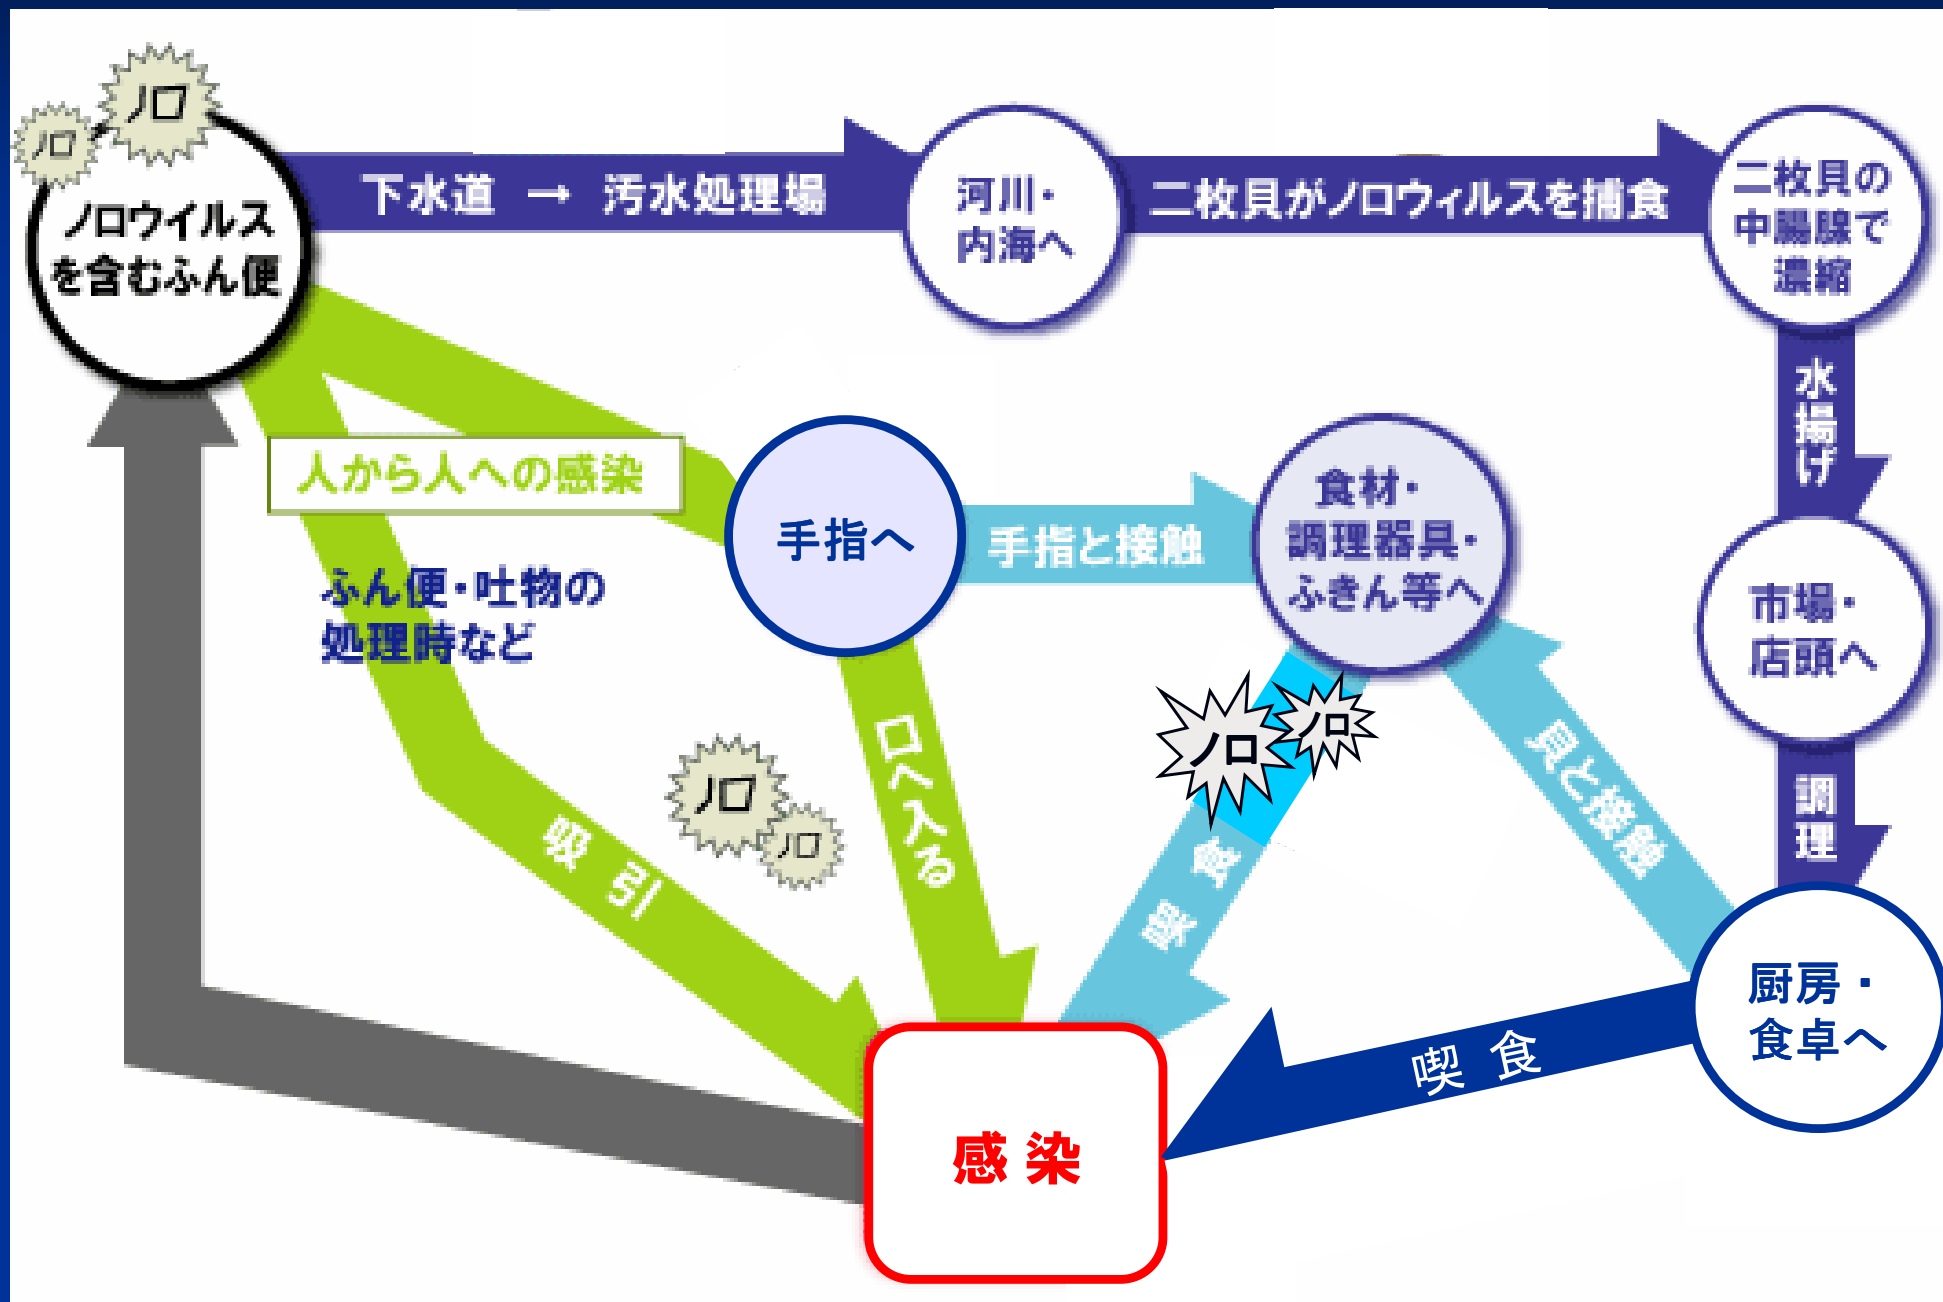 ノロ
ノロ
ノロウイルス
を含むふん便
下水道 → 汚水処理場
河川・
内海へ
二枚貝がノロウィルスを捕食
二枚貝の
中腸腺で
濃縮
水揚げ
人から人への感染
手指へ
手指と接触
食材・
調理器具・
ふきん等へ
市場・
店頭へ
ふん便・吐物の
処理時など
ノロ
ノロ
ノロ
ノロ
口へ入る
貝と接触
調理
吸引
喫食
厨房・
食卓へ
喫食
感染